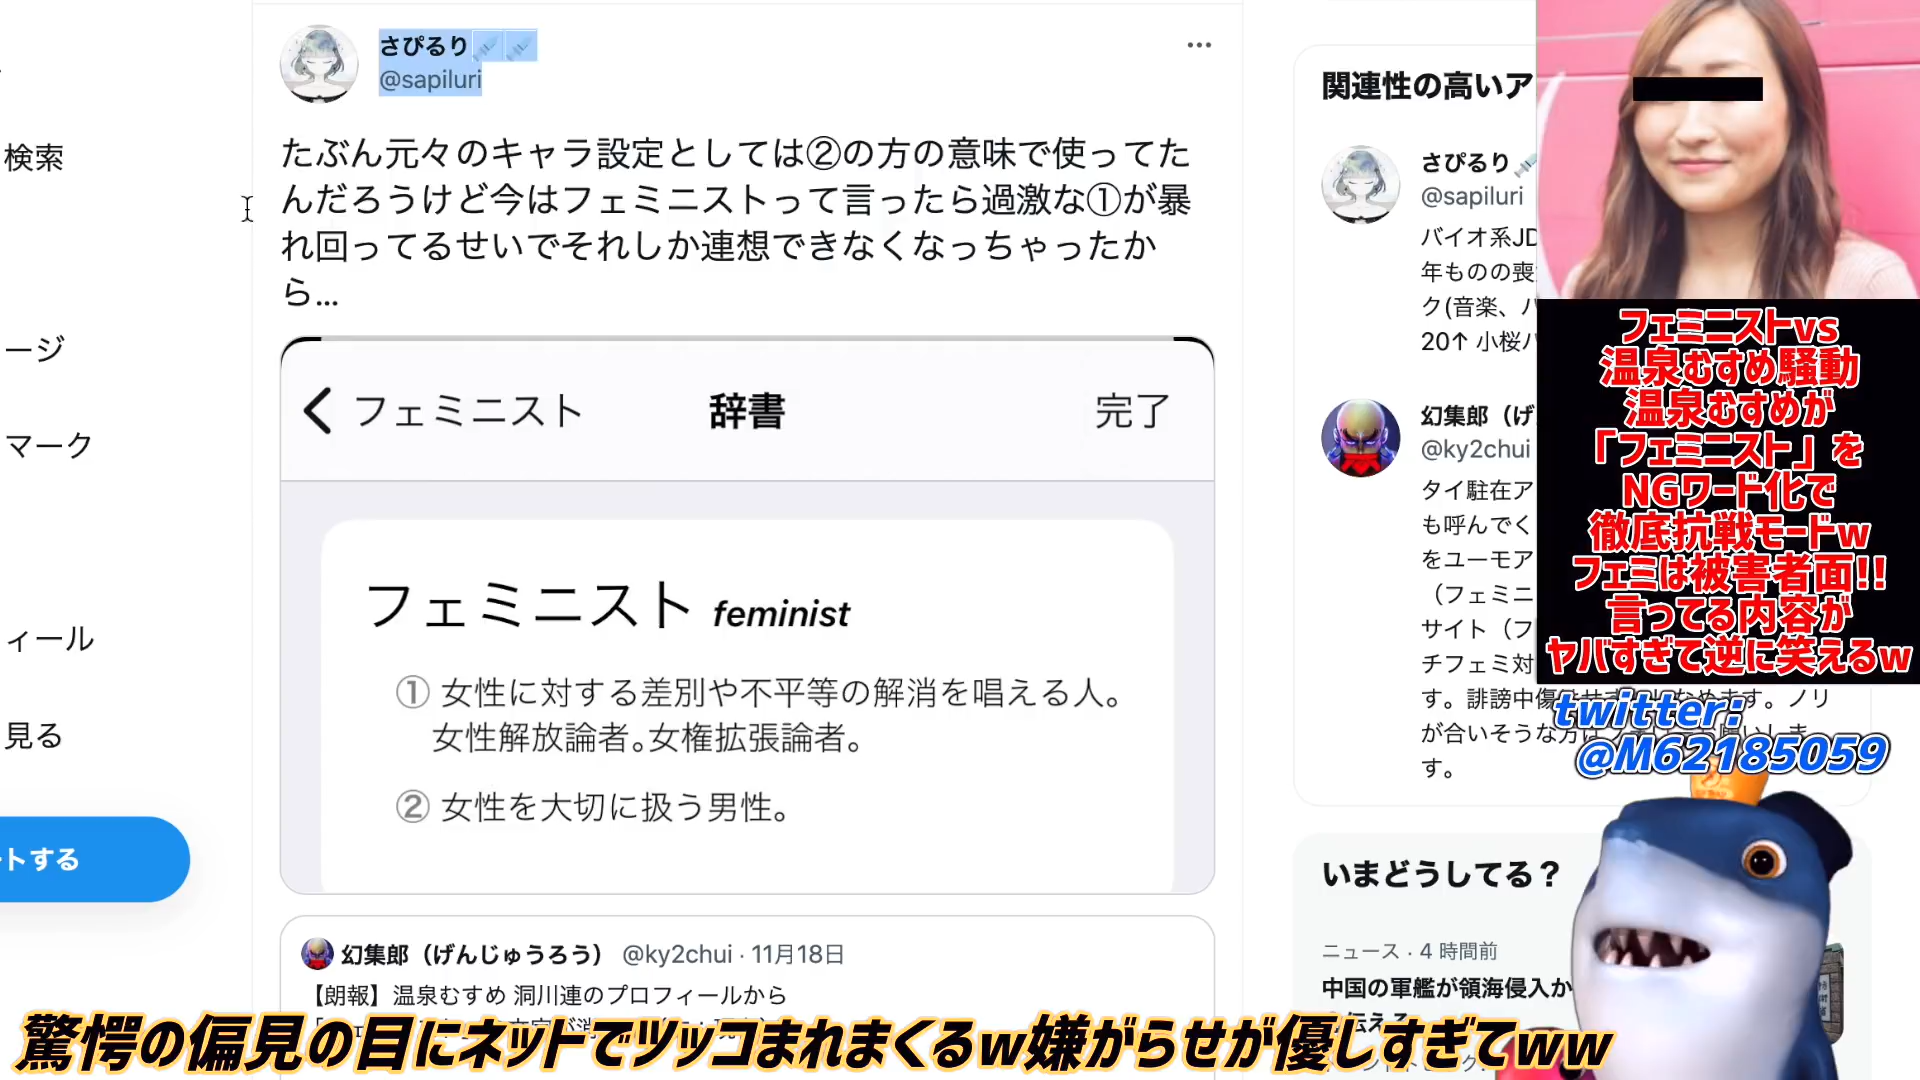 検索
ージ
マーク
ィール
見る
ートする
さぴるり
@sapiluri
たぶん元々のキャラ設定としては②の方の意味で使ってた
んだろうけど今はフェミニストって言ったら過激な①が暴
れ回ってるせいでそれしか連想できなくなっちゃったか
ら...
フェミニスト
辞書
完了
フェミニスト feminist
① 女性に対する差別や不平等の解消を唱える人。
女性解放論者。女権拡張論者。
② 女性を大切に扱う男性。
幻集郎（げんじゅうろう） @ky2chui · 11月18日
【朗報】温泉むすめ 洞川連のプロフィールから
関連性の高いア
さぴるり
@sapiluri
バイオ系JD
年ものの喪
ク(音楽、バ
20↑ 小桜バ
幻集郎（げ
@ky2chui
タイ駐在ア
も呼んでく
をユーモア
（フェミニ
サイト（フ
チフェミ対
す。誹謗中傷
ます。ノリ
が合いそうな方は
します。
いまどうしてる？
ニュース · 4 時間前
中国の軍艦が領海侵入か
フェミニストvs
温泉むすめ騒動
温泉むすめが
「フェミニスト」を
NGワード化で
徹底抗戦モードw
フェミは被害者面!!
言ってる内容が
ヤバすぎて逆に笑えるw
twitter:
@M62185059
驚愕の偏見の目にネットでツッコまれまくるw嫌がらせが優しすぎてww